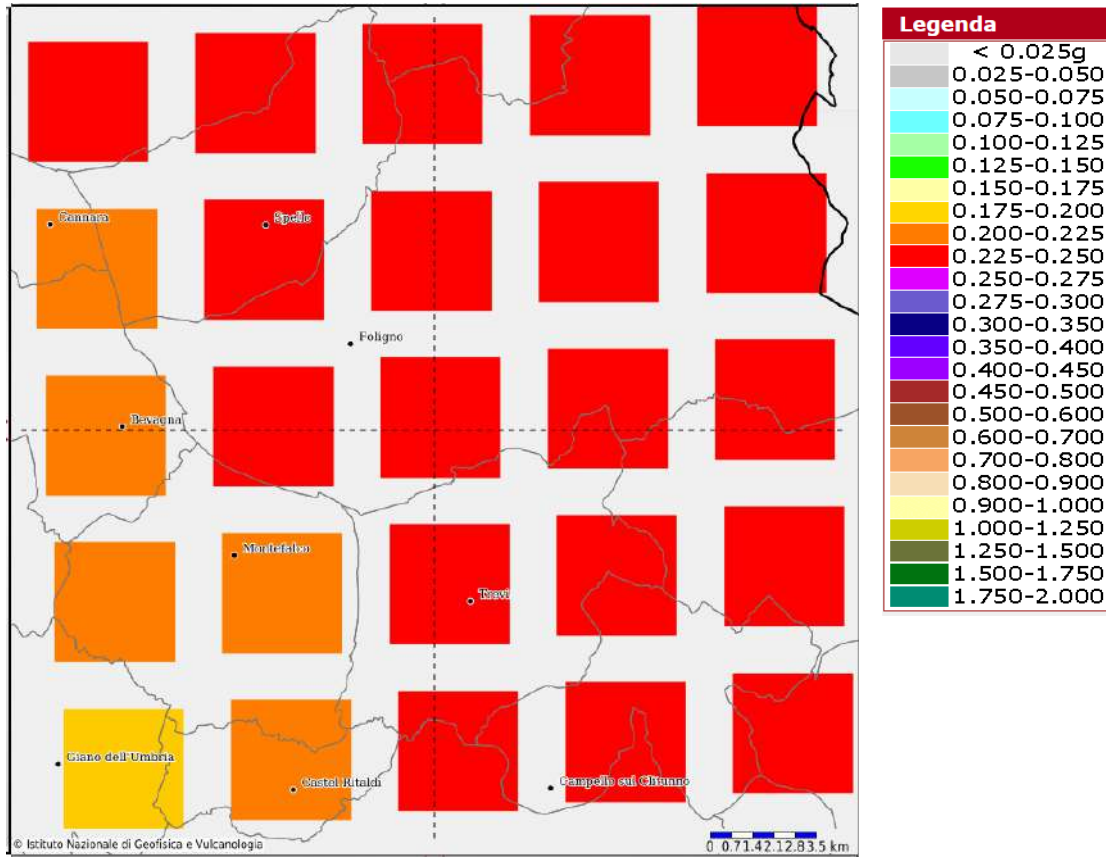 Cannara
Spello
Foligno
Bevagna
Montefalco
Trevi
Giano dell'Umbria
Castel Ritaldi
Campello sul Clitunno
© Istituto Nazionale di Geofisica e Vulcanologia
0 0.71.42.12.83.5 km
Legenda
< 0.025g
0.025-0.050
0.050-0.075
0.075-0.100
0.100-0.125
0.125-0.150
0.150-0.175
0.175-0.200
0.200-0.225
0.225-0.250
0.250-0.275
0.275-0.300
0.300-0.350
0.350-0.400
0.400-0.450
0.450-0.500
0.500-0.600
0.600-0.700
0.700-0.800
0.800-0.900
0.900-1.000
1.000-1.250
1.250-1.500
1.500-1.750
1.750-2.000